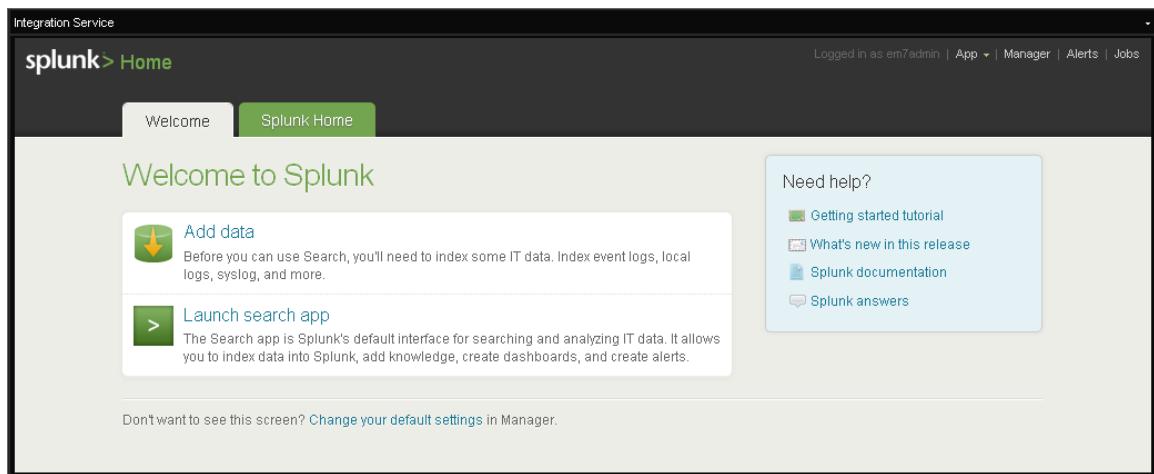 Integration Service
splunk> Home
Logged in as em7admin | App | Manager | Alerts | Jobs
Welcome
Splunk Home
Welcome to Splunk
Add data
Before you can use Search, you'll need to index some IT data. Index event logs, local
logs, syslog, and more.
>
Launch search app
The Search app is Splunk's default interface for searching and analyzing IT data. It allows
you to index data into Splunk, add knowledge, create dashboards, and create alerts.
Need help?
Getting started tutorial
What's new in this release
Splunk documentation
Splunk answers
Don't want to see this screen? Change your default settings in Manager.